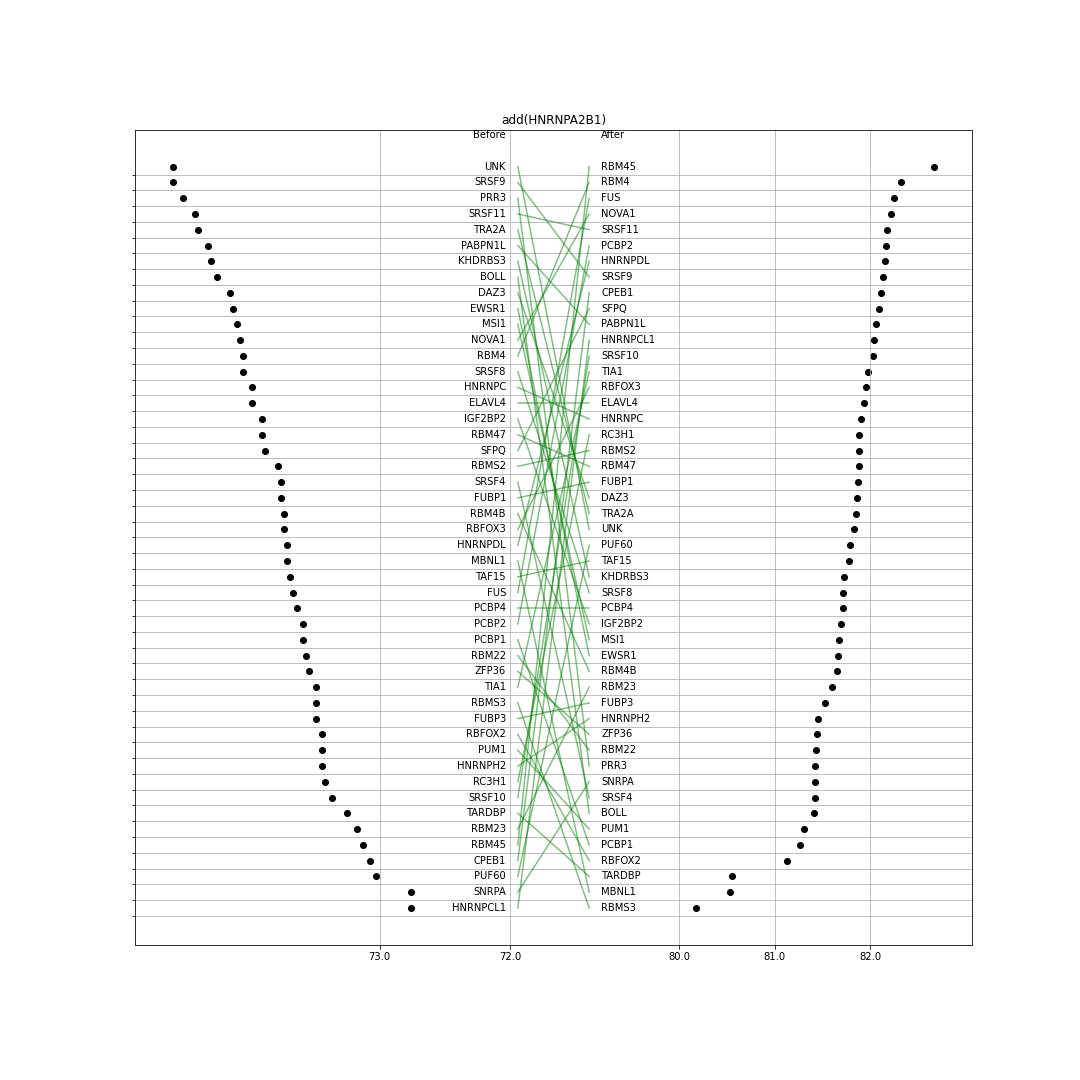 add(HNRNPA2B1)
Before After
UNK RBM45
SRSF9 RBM4
PRR3 FUS
SRSF11 NOVA1
TRA2A SRSF11
PABPN1L PCBP2
KHDRBS3 HNRNPDL
BOLL SRSF9
DAZ3 CPEB1
EWSR1 SFPQ
MSI1 PABPN1L
NOVA1 HNRNPCL1
RBM4 SRSF10
SRSF8 TIA1
HNRNPC RBFOX3
ELAVL4 ELAVL4
IGF2BP2 HNRNPC
RBM47 RC3H1
SFPQ RBMS2
RBMS2 RBM47
SRSF4 FUBP1
FUBP1 DAZ3
RBM4B TRA2A
RBFOX3 UNK
HNRNPDL PUF60
MBNL1 TAF15
TAF15 KHDRBS3
FUS SRSF8
PCBP4 PCBP4
PCBP2 IGF2BP2
PCBP1 MSI1
RBM22 EWSR1
ZFP36 RBM4B
TIA1 RBM23
RBMS3 FUBP3
FUBP3 HNRNPH2
RBFOX2 ZFP36
PUM1 RBM22
HNRNPH2 PRR3
RC3H1 SNRPA
SRSF10 SRSF4
TARDBP BOLL
RBM23 PUM1
RBM45 PCBP1
CPEB1 RBFOX2
PUF60 TARDBP
SNRPA MBNL1
HNRNPCL1 RBMS3
73.0 72.0 80.0 81.0 82.0